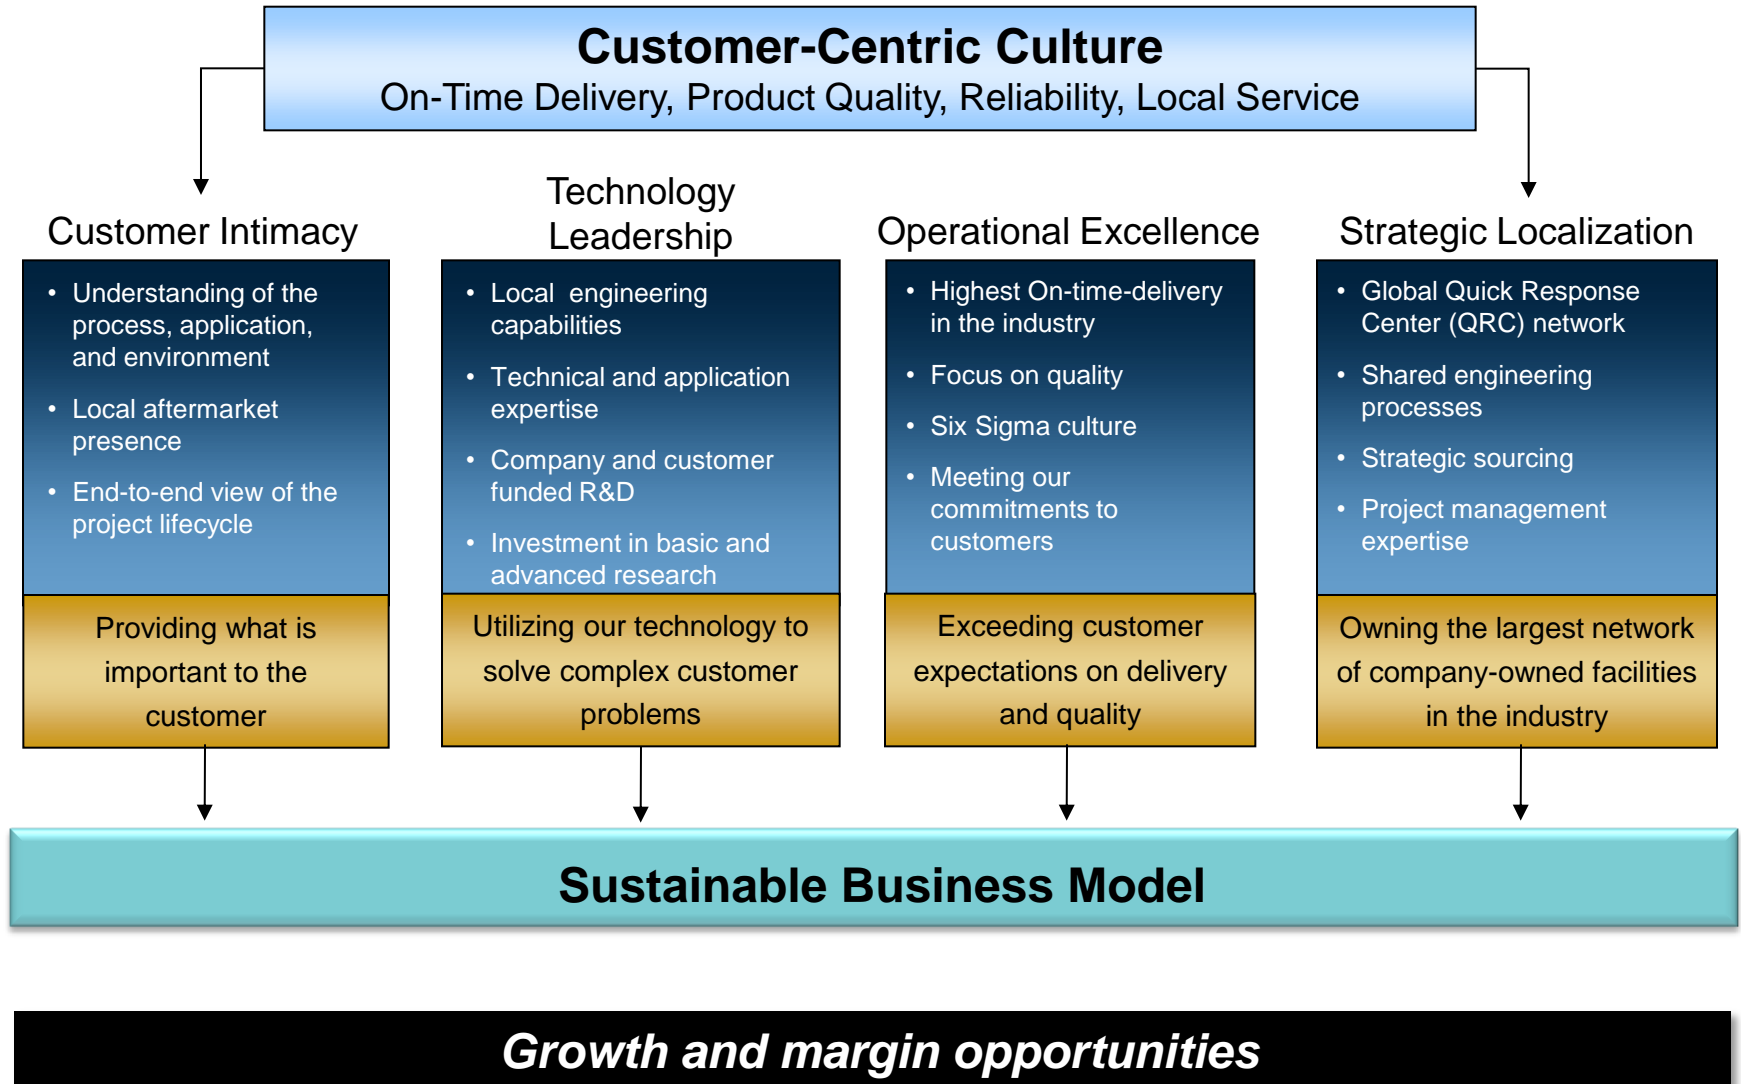 Customer-Centric Culture
On-Time Delivery, Product Quality, Reliability, Local Service
Customer Intimacy
• Understanding of the
process, application,
and environment
• Local aftermarket
presence
• End-to-end view of the
project lifecycle
Providing what is
important to the
customer
Technology
Leadership
• Local engineering
capabilities
• Technical and application
expertise
• Company and customer
funded R&D
• Investment in basic and
advanced research
Utilizing our technology to
solve complex customer
problems
Operational Excellence
• Highest On-time-delivery
in the industry
• Focus on quality
• Six Sigma culture
• Meeting our
commitments to
customers
Exceeding customer
expectations on delivery
and quality
Strategic Localization
• Global Quick Response
Center (QRC) network
• Shared engineering
processes
• Strategic sourcing
• Project management
expertise
Owning the largest network
of company-owned facilities
in the industry
Sustainable Business Model
Growth and margin opportunities